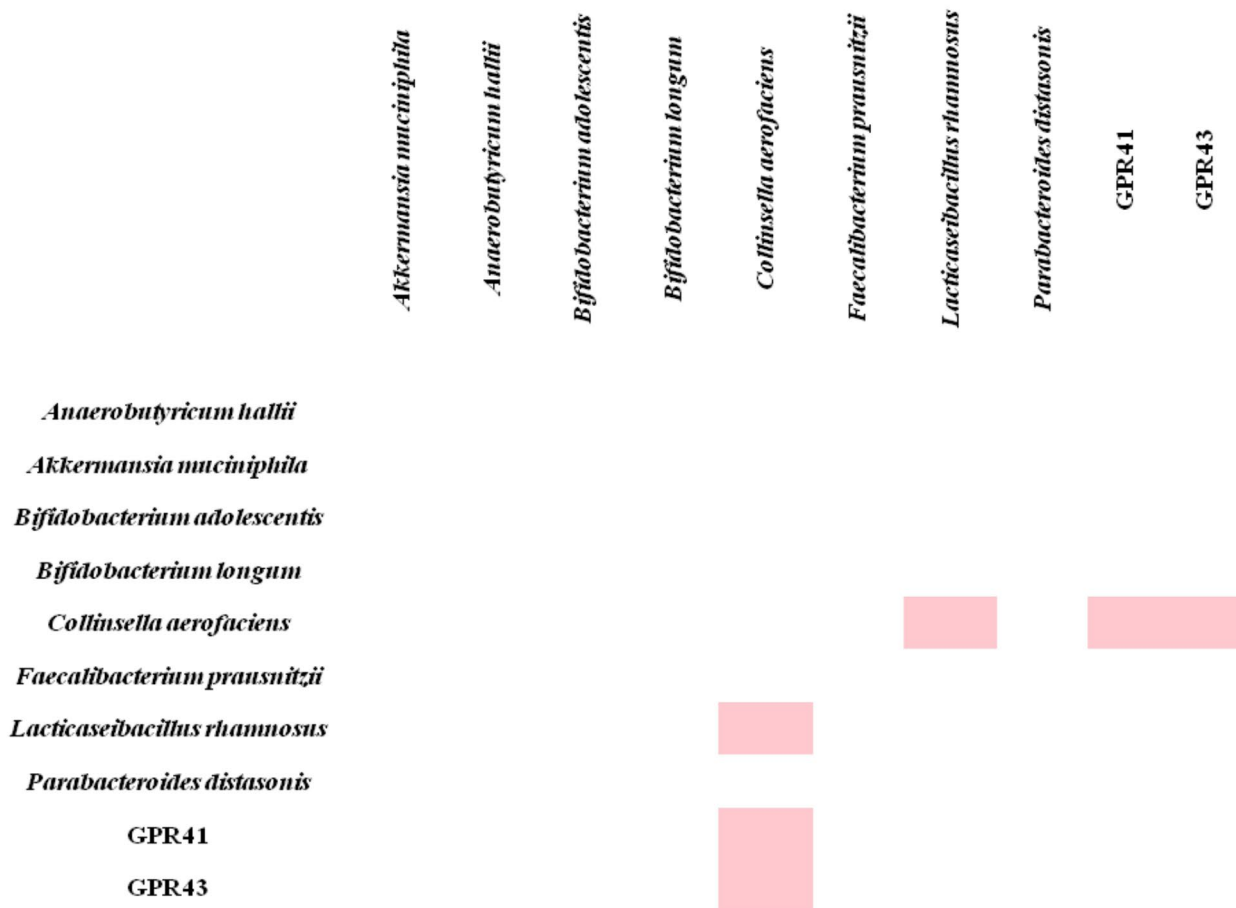 Akkermansia muciniphila
Anaerobutyricum hallii
Bifidobacterium adolescentis
Bifidobacterium longum
Collinsella aerofaciens
Faecalibacterium prausnitzii
Lacticaseibacillus rhamnosus
Parabacteroides distasonis
GPR41
GPR43
Anaerobutyricum hallii
Akkermansia muciniphila
Bifidobacterium adolescentis
Bifidobacterium longum
Collinsella aerofaciens
Faecalibacterium prausnitzii
Lacticaseibacillus rhamnosus
Parabacteroides distasonis
GPR41
GPR43